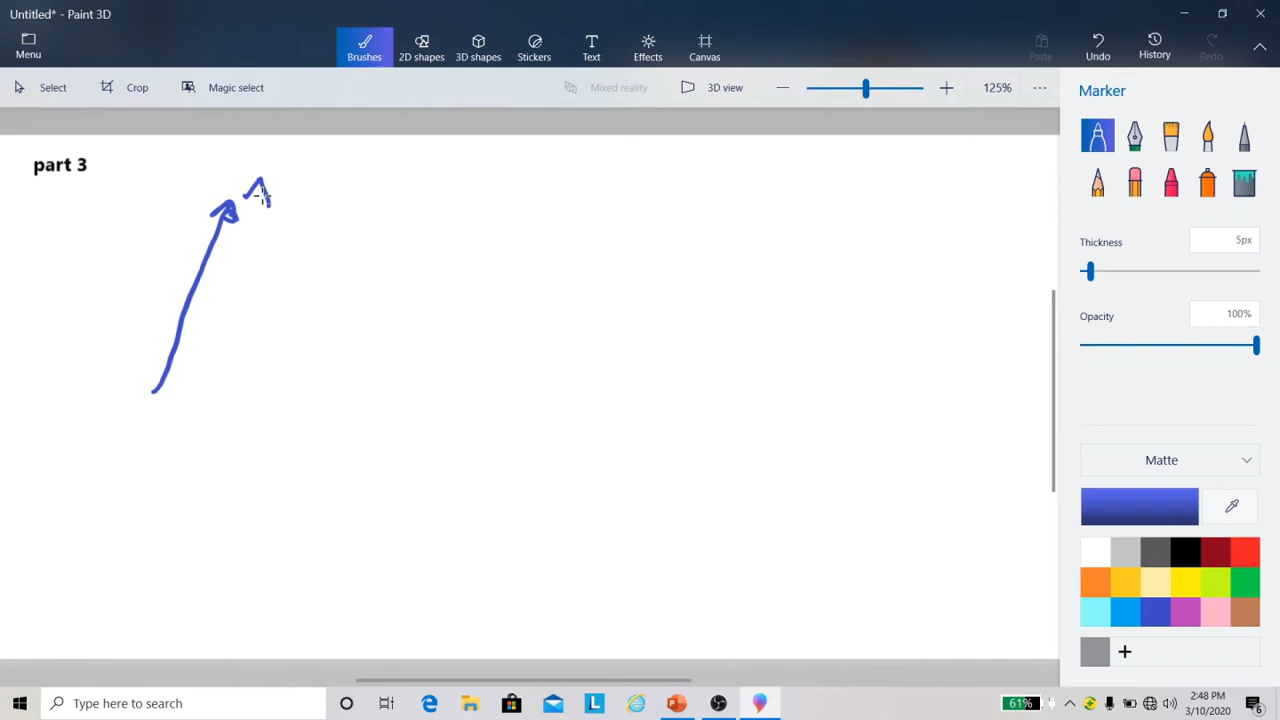 Untitled* - Paint 3D
Menu
Brushes
2D shapes
3D shapes
Stickers
Text
Effects
Canvas
Paste
Undo
History
Redo
Select
Crop
Magic select
Mixed reality
3D view
125%
Marker
part 3
Thickness
5px
Opacity
100%
Matte
Type here to search
61%
2:48 PM
3/10/2020
6